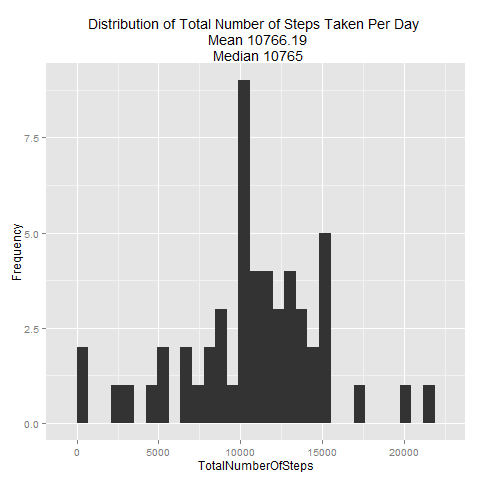 Distribution of Total Number of Steps Taken Per Day
Mean 10766.19
Median 10765
7.5
5.0
2.5
0.0
Frequency
0 5000 10000 15000 20000
TotalNumberOfSteps